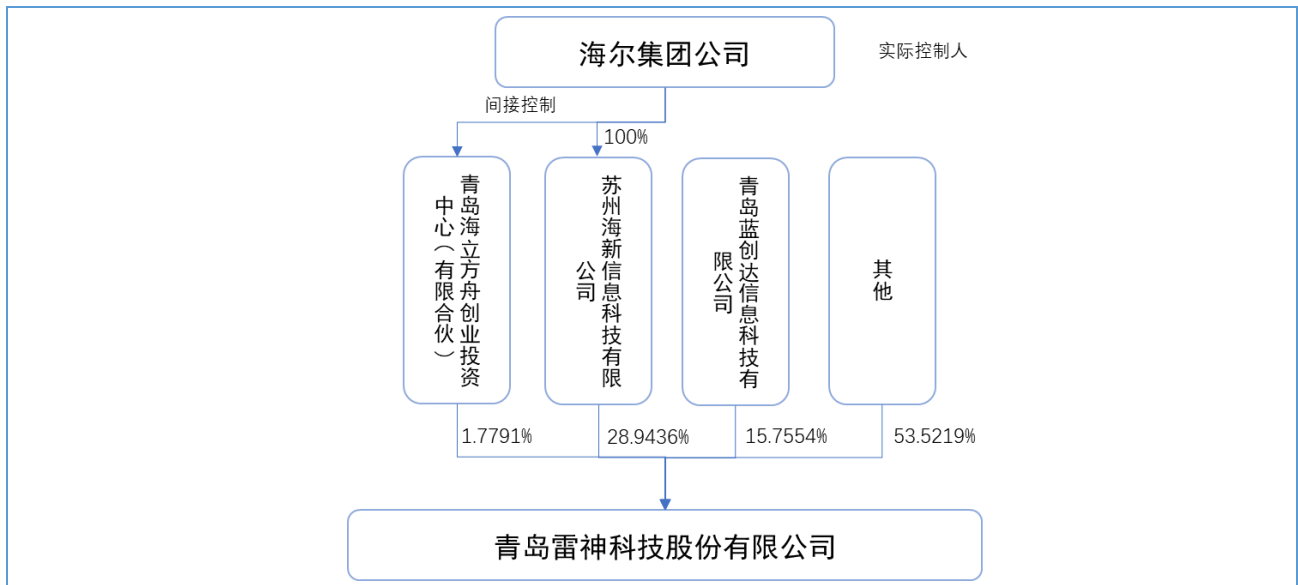 海尔集团公司
实际控制人
间接控制
100%
青岛海立方舟创业投资
中心（有限合伙）
苏州海新信息科技有限
公司
青岛蓝创达信息科技有
限公司
其他
1.7791%
28.9436%
15.7554%
53.5219%
青岛雷神科技股份有限公司